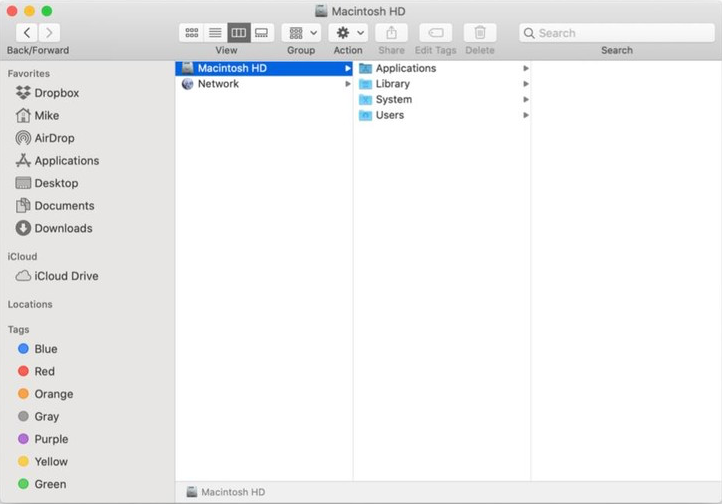 Macintosh HD
Back/Forward
View
Group
Action
Share
Edit Tags
Delete
Search
Search
Favorites
Dropbox
Mike
AirDrop
Applications
Desktop
Documents
Downloads
iCloud
iCloud Drive
Locations
Tags
Blue
Red
Orange
Gray
Purple
Yellow
Green
Macintosh HD
Network
Applications
Library
System
Users
Macintosh HD